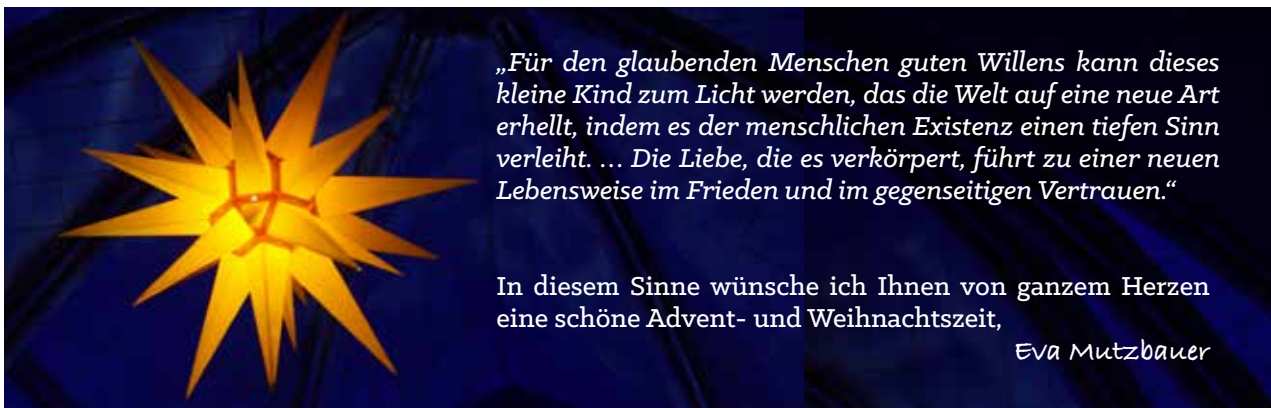 „Für den glaubenden Menschen guten Willens kann dieses
kleine Kind zum Licht werden, das die Welt auf eine neue Art
erhellt, indem es der menschlichen Existenz einen tiefen Sinn
verleiht. … Die Liebe, die es verkörpert, führt zu einer neuen
Lebensweise im Frieden und im gegenseitigen Vertrauen.“
In diesem Sinne wünsche ich Ihnen von ganzem Herzen
eine schöne Advent- und Weihnachtszeit,
Eva Mutzbauer